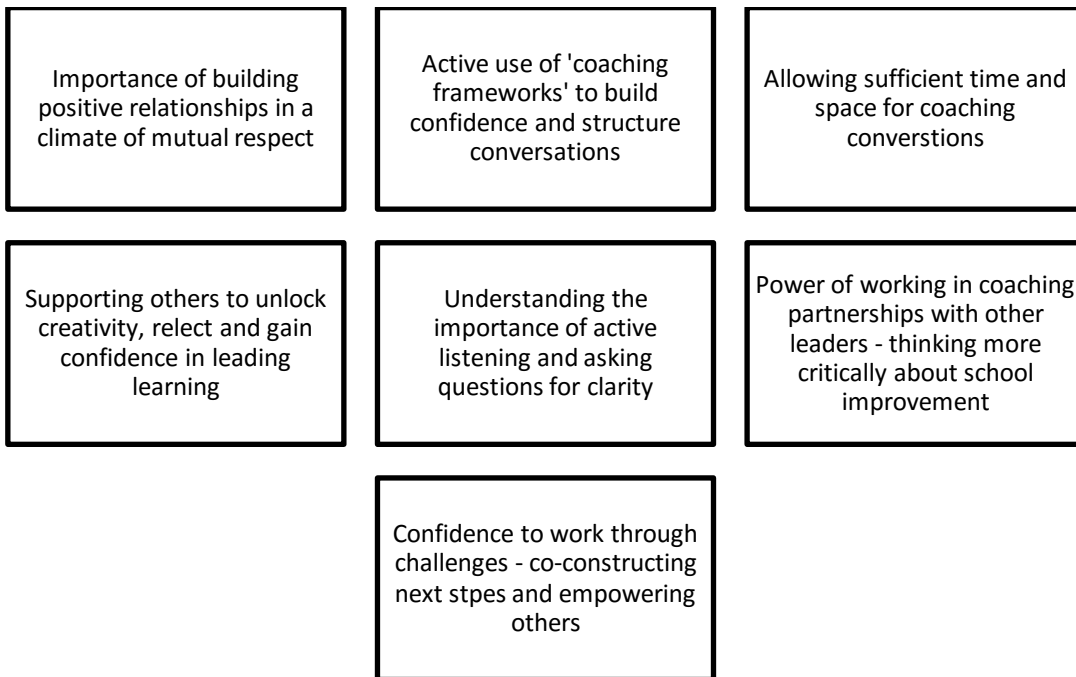 Importance of building
positive relationships in a
climate of mutual respect
Active use of 'coaching
frameworks' to build
confidence and structure
conversations
Allowing sufficient time and
space for coaching
converstions
Supporting others to unlock
creativity, relect and gain
confidence in leading
learning
Understanding the
importance of active
listening and asking
questions for clarity
Power of working in coaching
partnerships with other
leaders - thinking more
critically about school
improvement
Confidence to work through
challenges - co-constructing
next stpes and empowering
others